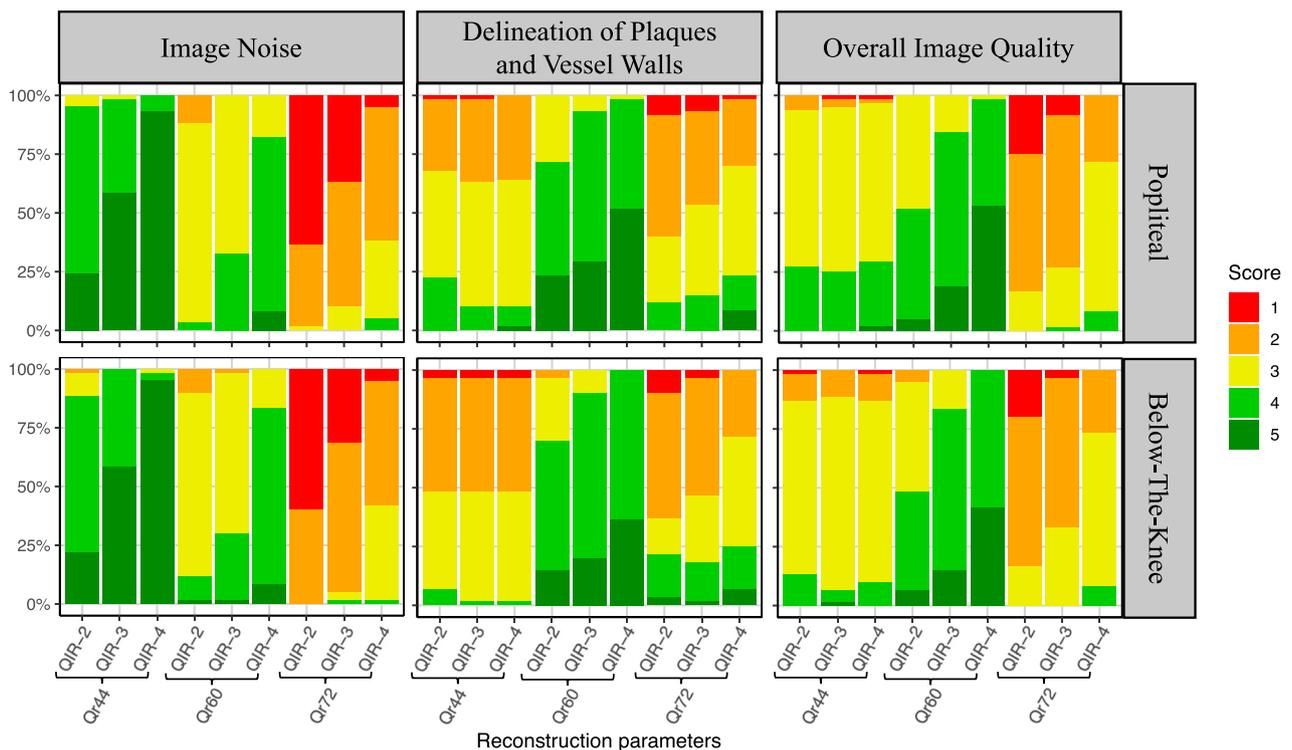 Image Noise
Delineation of Plaques
and Vessel Walls
Overall Image Quality
100%
75%
50%
25%
0%
Popliteal
100%
75%
50%
25%
0%
Below-The-Knee
Score
1
2
3
4
5
QIR-2 QIR-3 QIR-4 QIR-2 QIR-3 QIR-4 QIR-2 QIR-3 QIR-4 QIR-2 QIR-3 QIR-4 QIR-2 QIR-3 QIR-4 QIR-2 QIR-3 QIR-4 QIR-2 QIR-3 QIR-4 QIR-2 QIR-3 QIR-4 QIR-2 QIR-3 QIR-4
Qr44 Qr60 Qr72 Qr44 Qr60 Qr72 Qr44 Qr60 Qr72
Reconstruction parameters